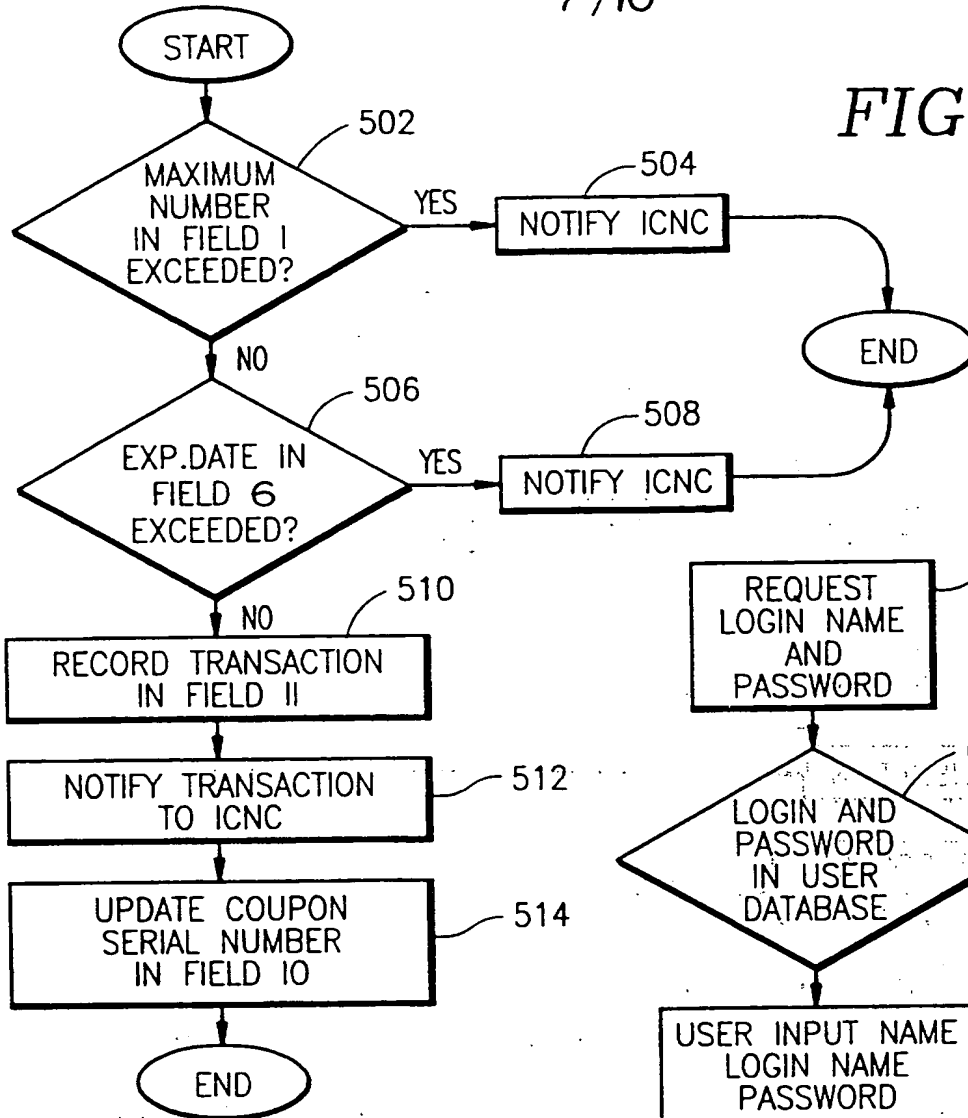 7/10
FIG
START
502
MAXIMUM
NUMBER
IN FIELD 1
EXCEEDED?
YES
504
NOTIFY ICNC
END
NO
506
EXP.DATE IN
FIELD 6
EXCEEDED?
YES
508
NOTIFY ICNC
NO
510
RECORD TRANSACTION
IN FIELD 11
NOTIFY TRANSACTION
TO ICNC
512
UPDATE COUPON
SERIAL NUMBER
IN FIELD 10
514
END
REQUEST
LOGIN NAME
AND
PASSWORD
LOGIN AND
PASSWORD
IN USER
DATABASE
USER INPUT NAME
LOGIN NAME
PASSWORD